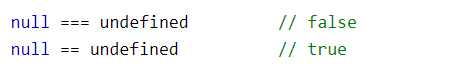 null === undefined // false
null == undefined // true